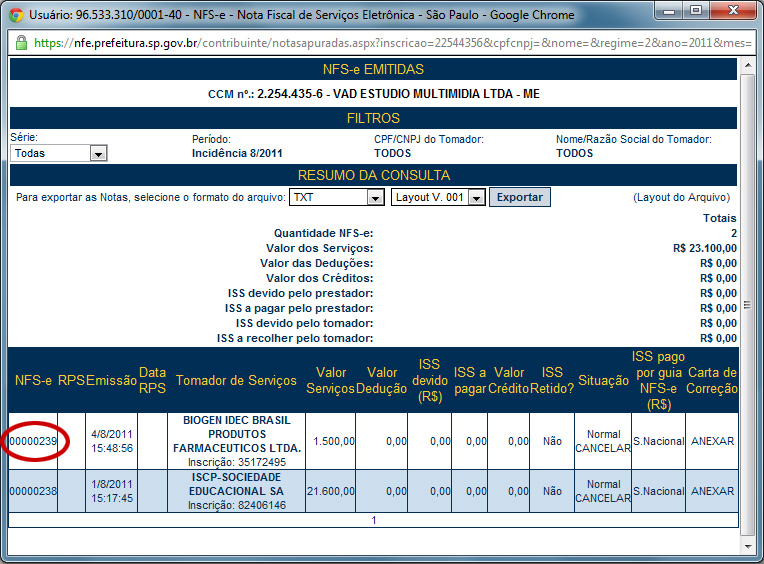 Usuário: 96.533.310/0001-40 - NFS-e - Nota Fiscal de Serviços Eletrônica - São Paulo - Google Chrome
https://nfe.prefeitura.sp.gov.br/contribuinte/notasapuradas.aspx?inscricao=22544356&cpfcnpj=&nome=&regime=2&ano=2011&mes=
NFS-e EMITIDAS
CCM nº.: 2.254.435-6 - VAD ESTUDIO MULTIMIDIA LTDA - ME
FILTROS
Série: Período: CPF/CNPJ do Tomador: Nome/Razão Social do Tomador:
Todas Incidência 8/2011 TODOS TODOS
RESUMO DA CONSULTA
Para exportar as Notas, selecione o formato do arquivo: TXT Layout V. 001 Exportar (Layout do Arquivo)
Totais
Quantidade NFS-e: 2
Valor dos Serviços: R$ 23.100,00
Valor das Deduções: R$ 0,00
Valor dos Créditos: R$ 0,00
ISS devido pelo prestador: R$ 0,00
ISS a pagar pelo prestador: R$ 0,00
ISS devido pelo tomador: R$ 0,00
ISS a recolher pelo tomador: R$ 0,00
NFS-e RPS Emissão Data RPS Tomador de Serviços Valor Serviços Valor Dedução ISS devido (R$) ISS a pagar Valor Crédito ISS Retido? Situação ISS pago por guia NFS-e (R$) Carta de Correção
00000239 4/8/2011 15:48:56 BIOGEN IDEC BRASIL PRODUTOS FARMACEUTICOS LTDA. Inscrição: 35172495 1.500,00 0,00 0,00 0,00 0,00 Não Normal CANCELAR S.Nacional ANEXAR
00000238 1/8/2011 15:17:45 ISCP-SOCIEDADE EDUCACIONAL SA Inscrição: 82406146 21.600,00 0,00 0,00 0,00 0,00 Não Normal CANCELAR S.Nacional ANEXAR
1